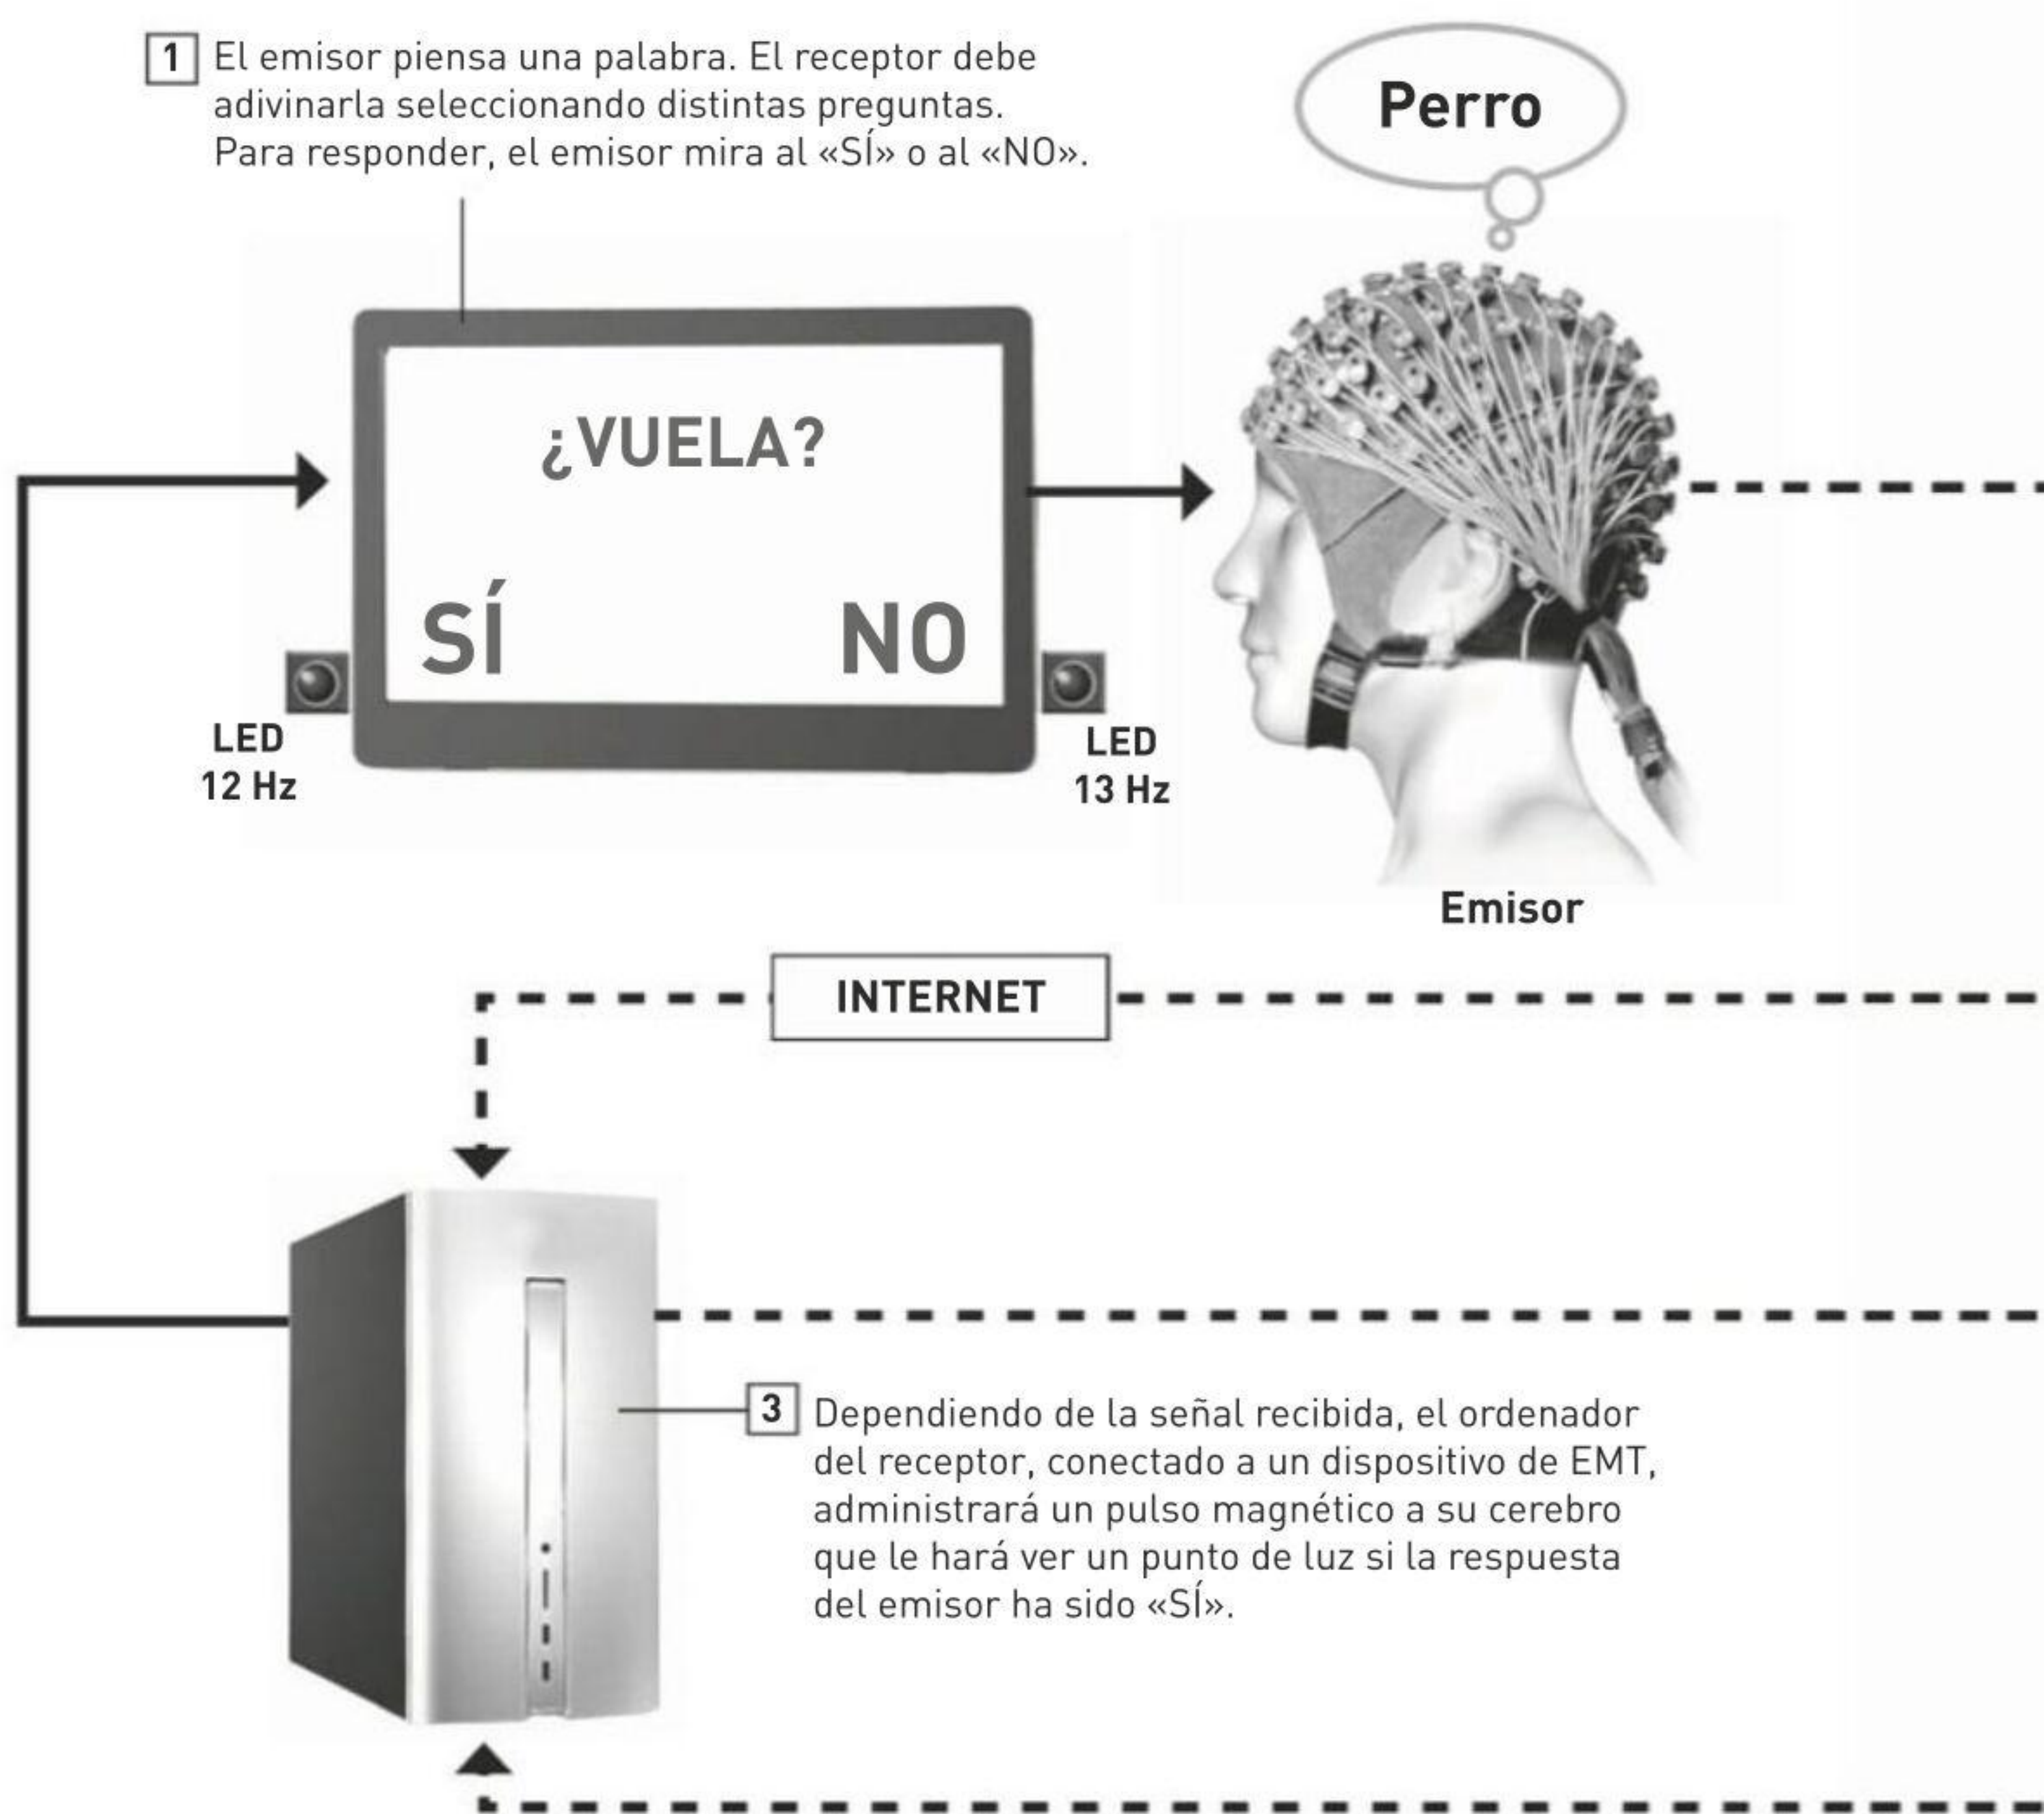 1 El emisor piensa una palabra. El receptor debe
adivinarla seleccionando distintas preguntas.
Para responder, el emisor mira al «SÍ» o al «NO».
Perro
¿VUELA?
SÍ NO
LED
12 Hz
LED
13 Hz
Emisor
INTERNET
3 Dependiendo de la señal recibida, el ordenador
del receptor, conectado a un dispositivo de EMT,
administrará un pulso magnético a su cerebro
que le hará ver un punto de luz si la respuesta
del emisor ha sido «SÍ».